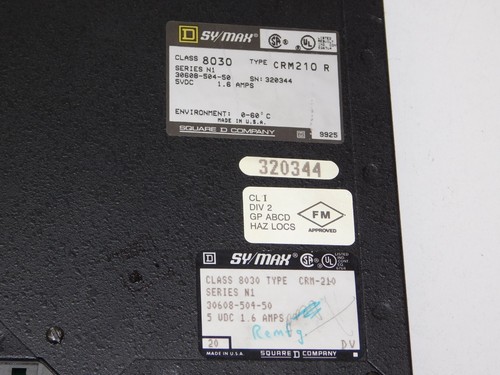 D SY/MAX®
CLASS 8030 TYPE CRM210 R
SERIES N1
30608-504-50 SN: 320344
5VDC 1.6 AMPS
ENVIRONMENT: 0-60°C
MADE IN U.S.A.
SQUARE D COMPANY
9925
320344
CL I
DIV 2
GP ABCD
HAZ LOCS
FM
APPROVED
D SY/MAX®
CLASS 8030 TYPE CRM-210
SERIES N1
30608-504-50
5 VDC 1.6 AMPS
Remfg.
20 DV
MADE IN U.S.A. SQUARE D COMPANY